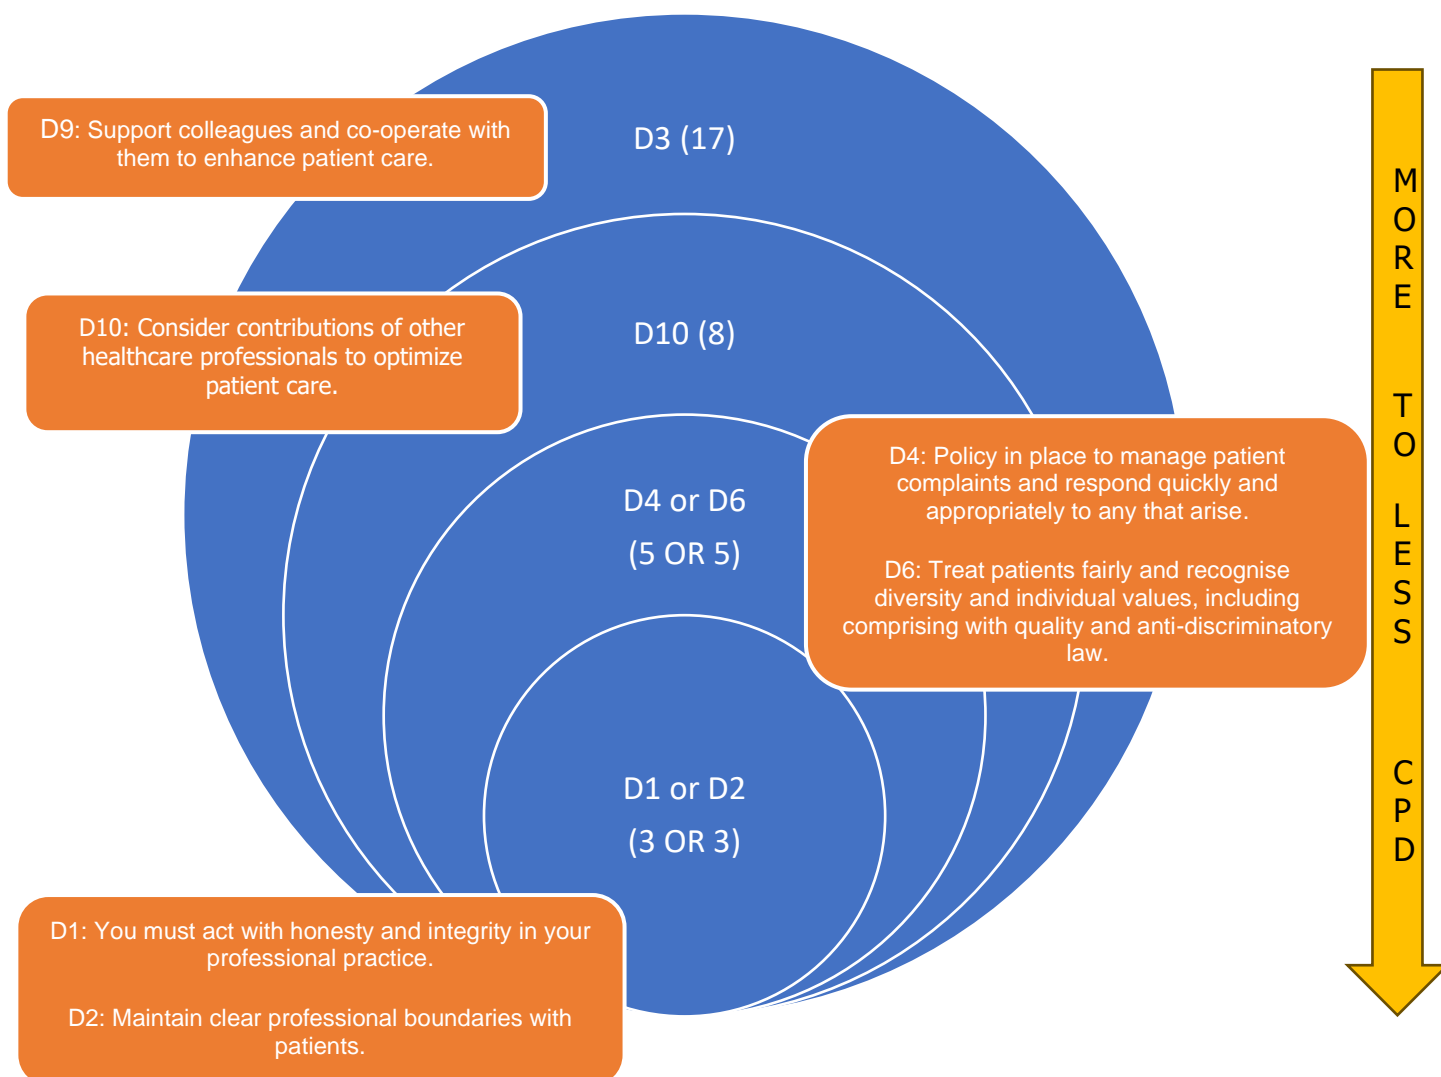 D3 (17)
D9: Support colleagues and co-operate with
them to enhance patient care.
D10 (8)
D10: Consider contributions of other
healthcare professionals to optimize
patient care.
D4 or D6
(5 OR 5)
D4: Policy in place to manage patient
complaints and respond quickly and
appropriately to any that arise.
D6: Treat patients fairly and recognise
diversity and individual values, including
comprising with quality and anti-discriminatory
law.
D1 or D2
(3 OR 3)
D1: You must act with honesty and integrity in your
professional practice.
D2: Maintain clear professional boundaries with
patients.
M
O
R
E
T
O
L
E
S
S
C
P
D